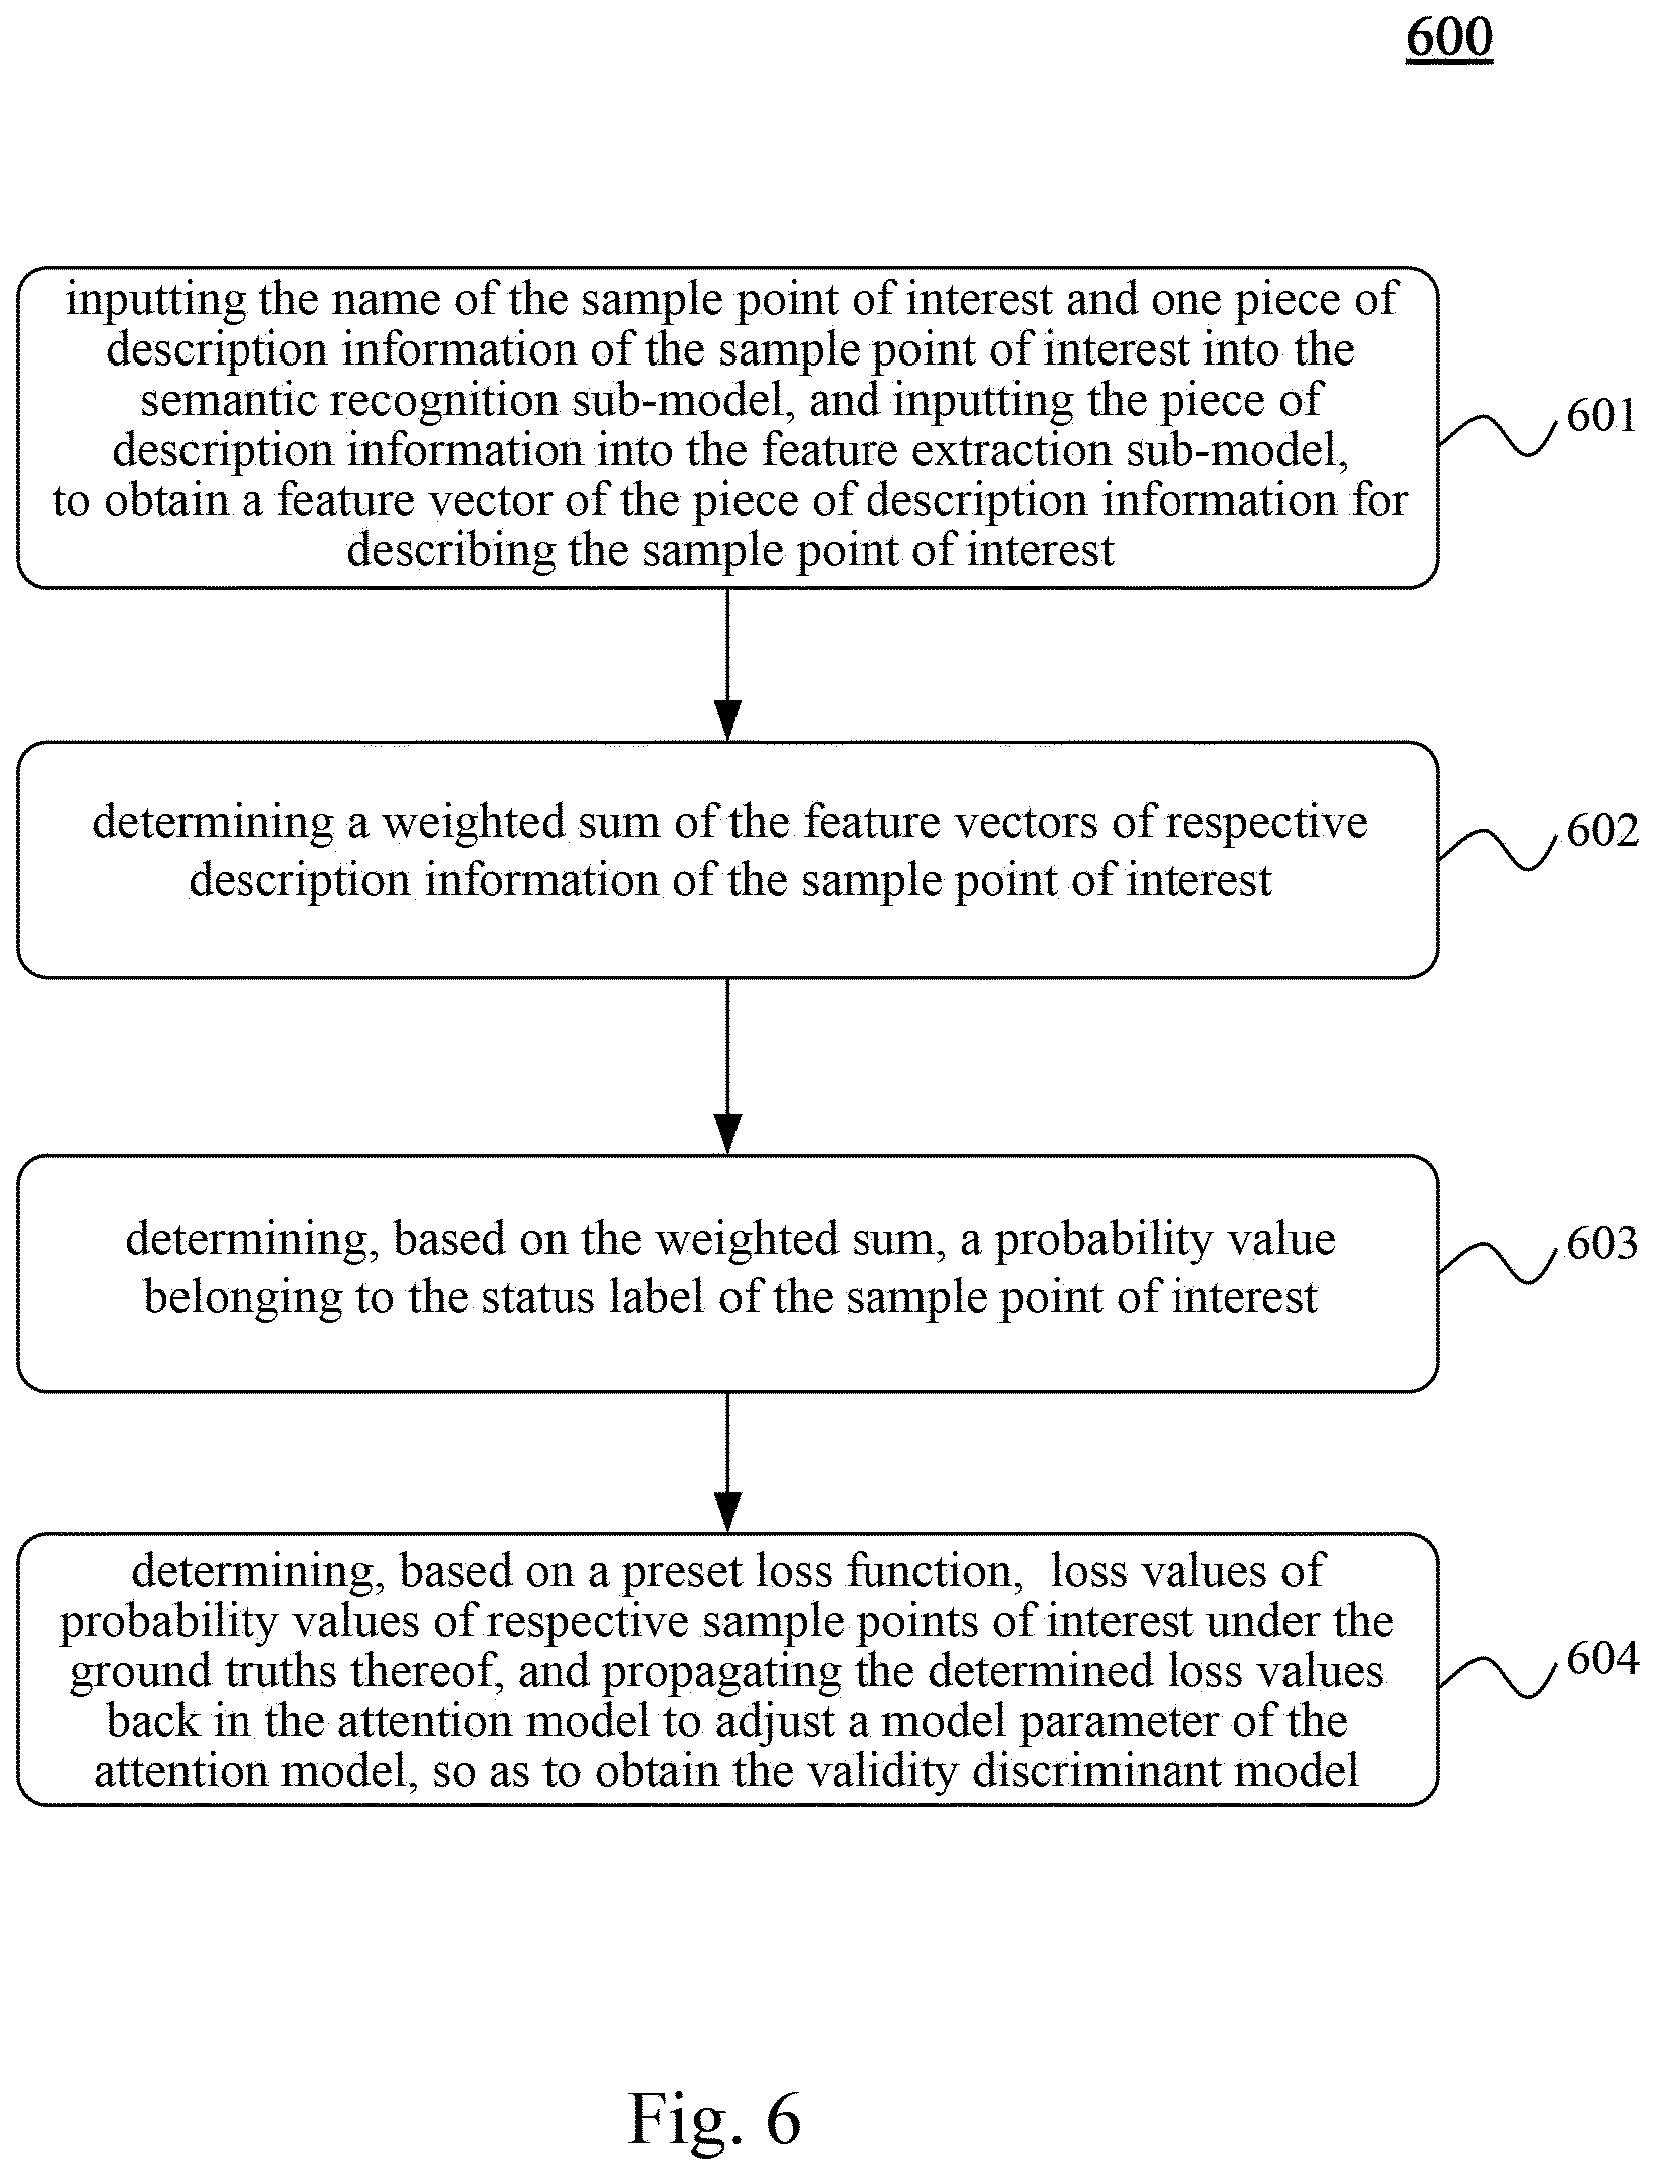 600
inputting the name of the sample point of interest and one piece of
description information of the sample point of interest into the
semantic recognition sub-model, and inputting the piece of
description information into the feature extraction sub-model,
to obtain a feature vector of the piece of description information for
describing the sample point of interest
601
determining a weighted sum of the feature vectors of respective
description information of the sample point of interest
602
determining, based on the weighted sum, a probability value
belonging to the status label of the sample point of interest
603
determining, based on a preset loss function, loss values of
probability values of respective sample points of interest under the
ground truths thereof, and propagating the determined loss values
back in the attention model to adjust a model parameter of the
attention model, so as to obtain the validity discriminant model
604
Fig. 6